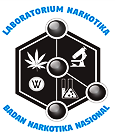 LABORATORIUM NARKOTIKA
W
BADAN NARKOTIKA NASIONAL